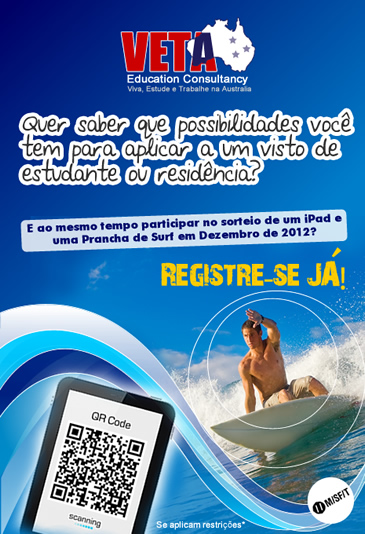 VETA
Education Consultancy
Viva, Estude e Trabalhe na Austrália
Quer saber que possibilidades você
tem para aplicar a um visto de
estudante ou residência?
E ao mesmo tempo participar no sorteio de um iPad e
uma Prancha de Surf em Dezembro de 2012?
REGISTRE-SE JÁ!
QR Code
scanning
MISFIT
Se aplicam restrições*